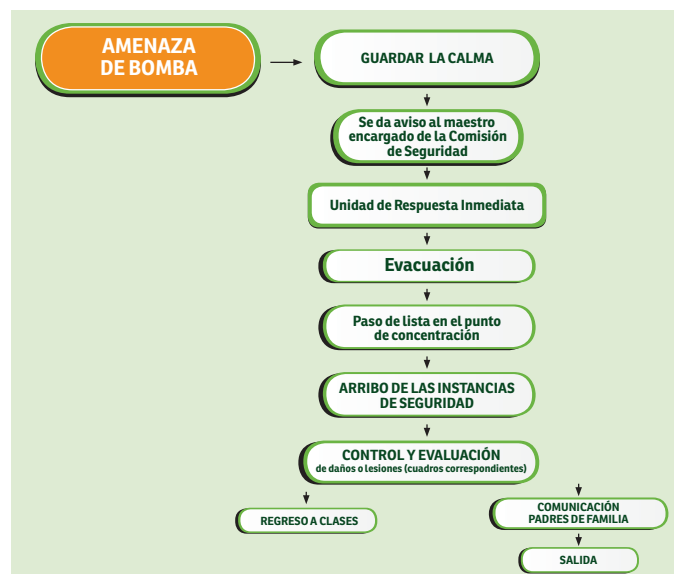 AMENAZA
DE BOMBA
GUARDAR LA CALMA
Se da aviso al maestro
encargado de la Comisión
de Seguridad
Unidad de Respuesta Inmediata
Evacuación
Paso de lista en el punto
de concentración
ARRIBO DE LAS INSTANCIAS
DE SEGURIDAD
CONTROL Y EVALUACIÓN
de daños o lesiones (cuadros correspondientes)
REGRESO A CLASES
COMUNICACIÓN
PADRES DE FAMILIA
SALIDA